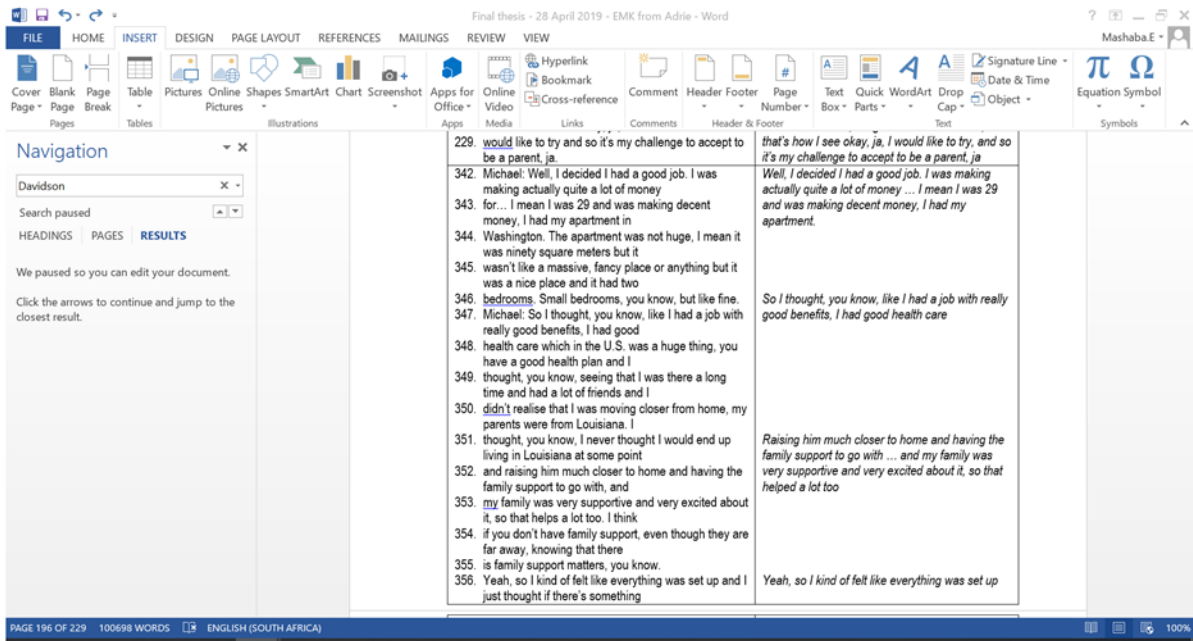 Final thesis - 28 April 2019 - EMK from Adrie - Word
FILE HOME INSERT DESIGN PAGE LAYOUT REFERENCES MAILINGS REVIEW VIEW Mashaba.E
Cover Page Blank Page Page Break
Pages
Table
Tables
Pictures Online Pictures Shapes SmartArt Chart Screenshot
Illustrations
Apps for Office
Apps
Online Video
Media
Hyperlink
Bookmark
Cross-reference
Links
Comment
Comments
Header Footer Page Number
Header & Footer
Text Box Quick Parts WordArt Drop Cap
Signature Line
Date & Time
Object
Text
Equation Symbol
Symbols
Navigation
Davidson
Search paused
HEADINGS PAGES RESULTS
We paused so you can edit your document.
Click the arrows to continue and jump to the
closest result.
229. would like to try and so it's my challenge to accept to
be a parent, ja.
that's how I see okay, ja, I would like to try, and so
it's my challenge to accept to be a parent, ja
342. Michael: Well, I decided I had a good job. I was
making actually quite a lot of money
343. for… I mean I was 29 and was making decent
money, I had my apartment in
344. Washington. The apartment was not huge, I mean it
was ninety square meters but it
345. wasn't like a massive, fancy place or anything but it
was a nice place and it had two
346. bedrooms. Small bedrooms, you know, but like fine.
347. Michael: So I thought, you know, like I had a job with
really good benefits, I had good
348. health care which in the U.S. was a huge thing, you
have a good health plan and I
349. thought, you know, seeing that I was there a long
time and had a lot of friends and I
350. didn't realise that I was moving closer from home, my
parents were from Louisiana. I
351. thought, you know, I never thought I would end up
living in Louisiana at some point
352. and raising him much closer to home and having the
family support to go with, and
353. my family was very supportive and very excited about
it, so that helps a lot too. I think
354. if you don't have family support, even though they are
far away, knowing that there
355. is family support matters, you know.
356. Yeah, so I kind of felt like everything was set up and I
just thought if there's something
Well, I decided I had a good job. I was making
actually quite a lot of money … I mean I was 29
and was making decent money, I had my
apartment.
So I thought, you know, like I had a job with really
good benefits, I had good health care
Raising him much closer to home and having the
family support to go with … and my family was
very supportive and very excited about it, so that
helped a lot too
Yeah, so I kind of felt like everything was set up
PAGE 196 OF 229 100698 WORDS ENGLISH (SOUTH AFRICA) 100%